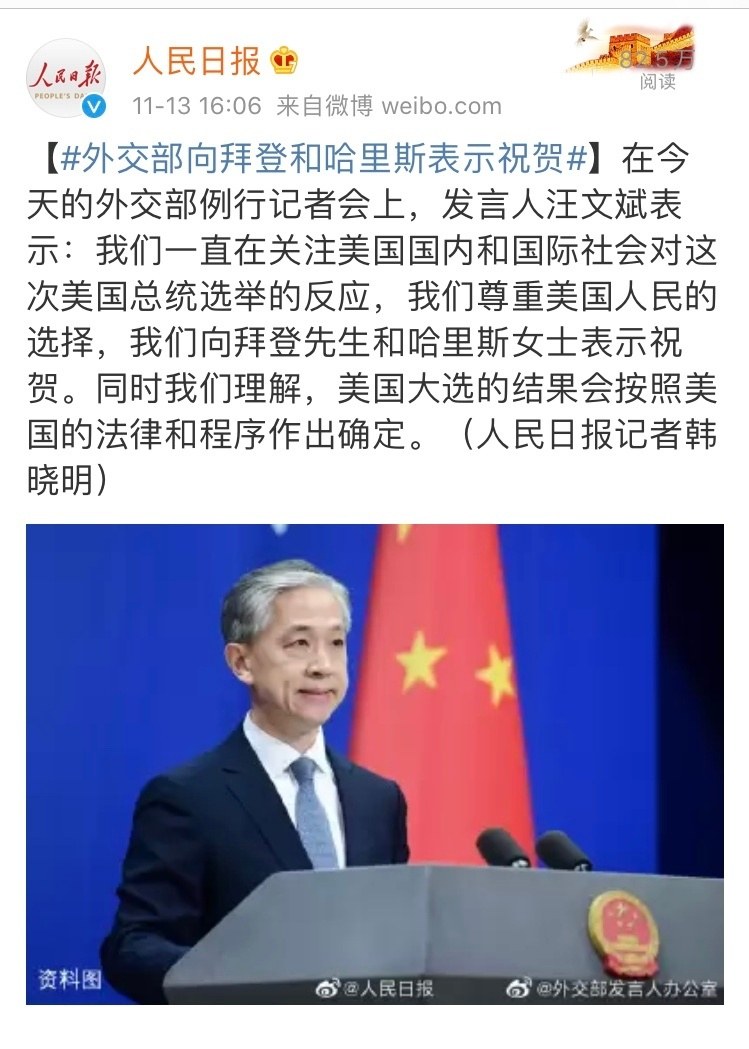 人民日报
人民日报
PEOPLE'S DA
阅读
11-13 16:06 来自微博 weibo.com
【#外交部向拜登和哈里斯表示祝贺#】在今
天的外交部例行记者会上，发言人汪文斌表
示：我们一直在关注美国国内和国际社会对这
次美国总统选举的反应，我们尊重美国人民的
选择，我们向拜登先生和哈里斯女士表示祝
贺。同时我们理解，美国大选的结果会按照美
国的法律和程序作出确定。（人民日报记者韩
晓明）
资料图
@人民日报
@外交部发言人办公室